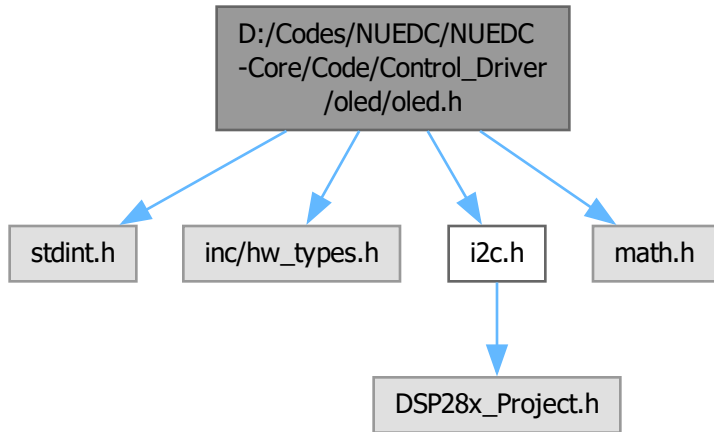 D:/Codes/NUEDC/NUEDC
-Core/Code/Control_Driver
/oled/oled.h
stdint.h
inc/hw_types.h
i2c.h
math.h
DSP28x_Project.h